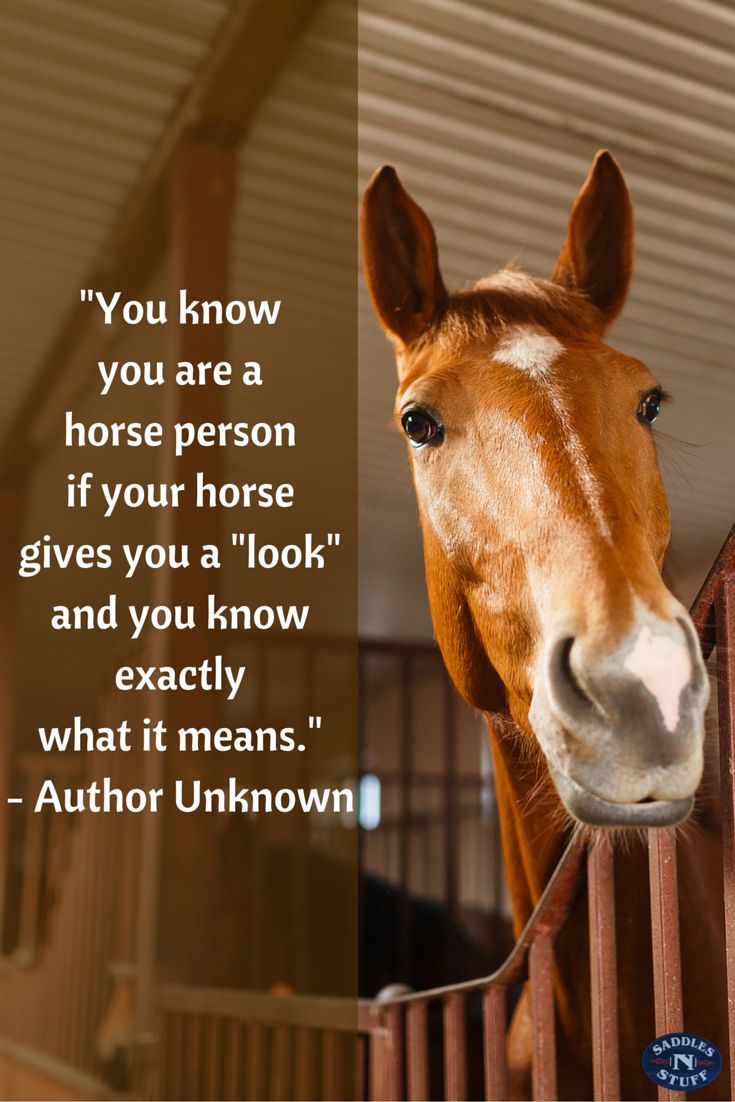 "You know
you are a
horse person
if your horse
gives you a "look"
and you know
exactly
what it means."
- Author Unknown
SADDLES
N
STUFF